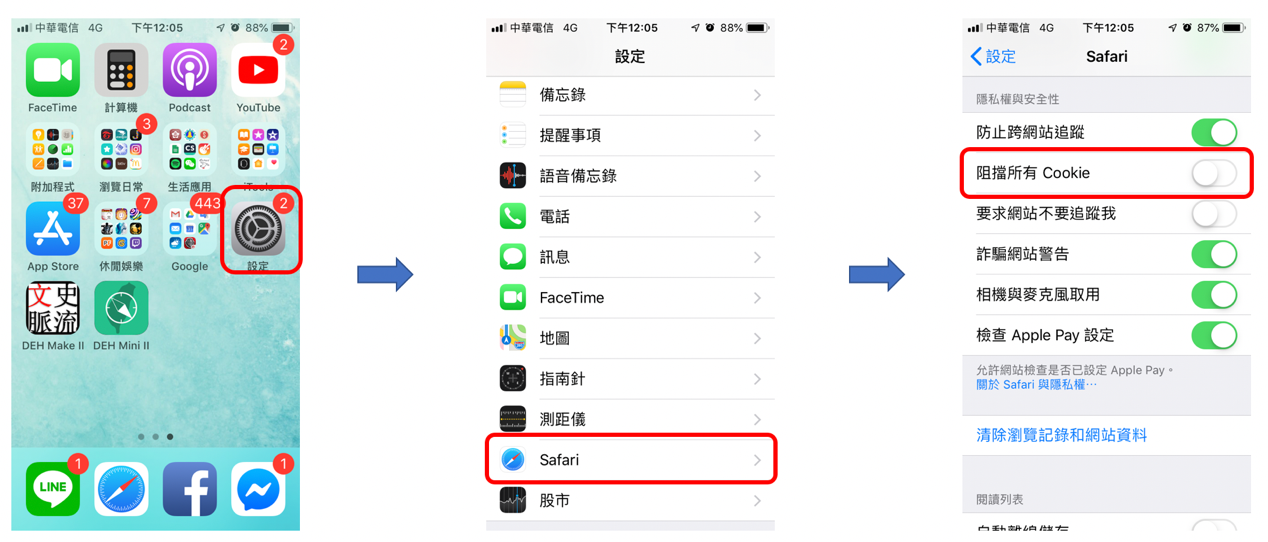 中華電信 4G 下午12:05 88%
2
FaceTime 計算機 Podcast YouTube
3
附加程式 瀏覽日常 生活應用 iTools
37 7 443 2
App Store 休閒娛樂 Google 設定
文史脈流
DEH Make II DEH Mini II
1 1
LINE
中華電信 4G 下午12:05 88%
設定
備忘錄
提醒事項
語音備忘錄
電話
訊息
FaceTime
地圖
指南針
測距儀
Safari
股市
中華電信 4G 下午12:05 87%
設定 Safari
隱私權與安全性
防止跨網站追蹤
阻擋所有 Cookie
要求網站不要追蹤我
詐騙網站警告
相機與麥克風取用
檢查 Apple Pay 設定
允許網站檢查是否已設定 Apple Pay。
關於 Safari 與隱私權⋯
清除瀏覽記錄和網站資料
閱讀列表
自動離線儲存